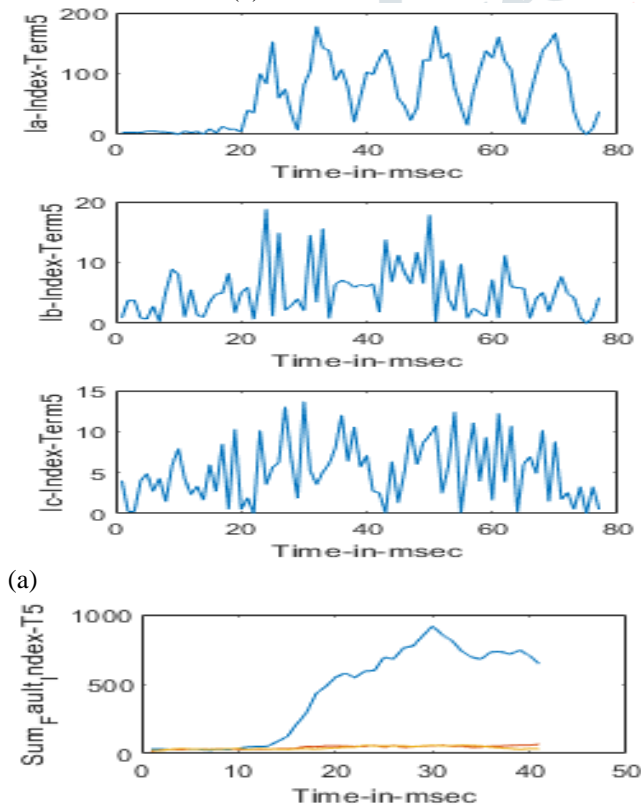 200
100
0
Ia-Index-Term5
0 20 40 60 80
Time-in-msec
20
10
0
Ib-Index-Term5
0 20 40 60 80
Time-in-msec
15
10
5
0
Ic-Index-Term5
0 20 40 60 80
Time-in-msec
(a)
1000
500
0
Sum_Fault_Index-T5
0 10 20 30 40 50
Time-in-msec